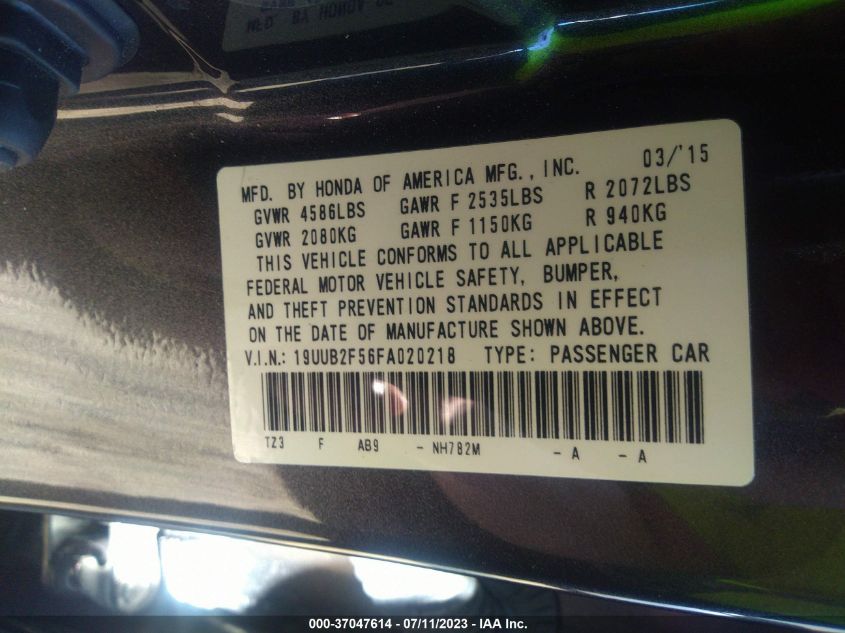 MFD. BY HONDA OF AMERICA MFG., INC. 03/'15
GVWR 4586LBS GAWR F 2535LBS R 2072LBS
GVWR 2080KG GAWR F 1150KG R 940KG
THIS VEHICLE CONFORMS TO ALL APPLICABLE
FEDERAL MOTOR VEHICLE SAFETY, BUMPER,
AND THEFT PREVENTION STANDARDS IN EFFECT
ON THE DATE OF MANUFACTURE SHOWN ABOVE.
V.I.N.: 19UUB2F56FA020218 TYPE: PASSENGER CAR
TZ3 F AB9 - NH782M - A - A
000-37047614 / 07/11/2023 - IAA Inc.